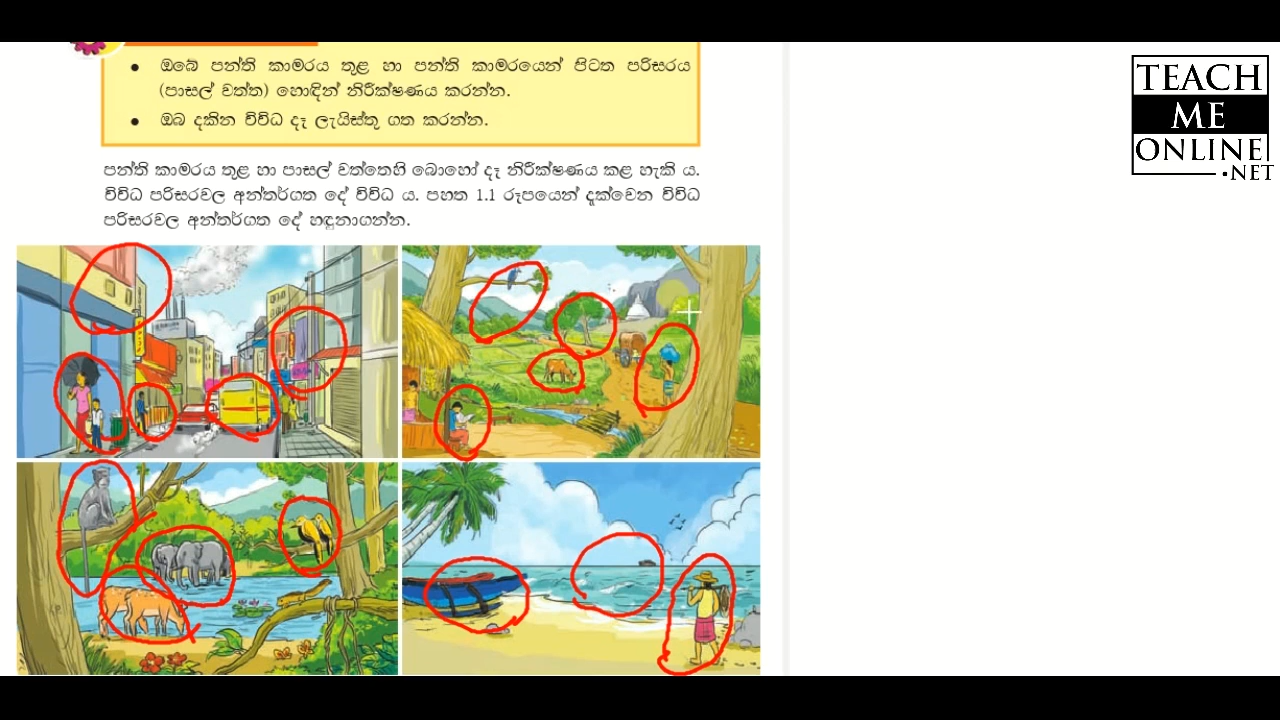 ඔබේ පන්ති කාමරය තුළ හා පන්ති කාමරයෙන් පිටත පරිසරය
(පාසල් වත්ත) හොඳින් නිරීක්ෂණය කරන්න.
ඔබ දකින විවිධ දෑ ලැයිස්තු ගත කරන්න.
පන්ති කාමරය තුළ හා පාසල් වත්තෙහි බොහෝ දෑ නිරීක්ෂණය කළ හැකි ය.
විවිධ පරිසරවල අන්තර්ගත දේ විවිධ ය. පහත 1.1 රූපයෙන් දැක්වෙන විවිධ
පරිසරවල අන්තර්ගත දේ හඳුනාගන්න.
TEACH
ME
ONLINE
.NET